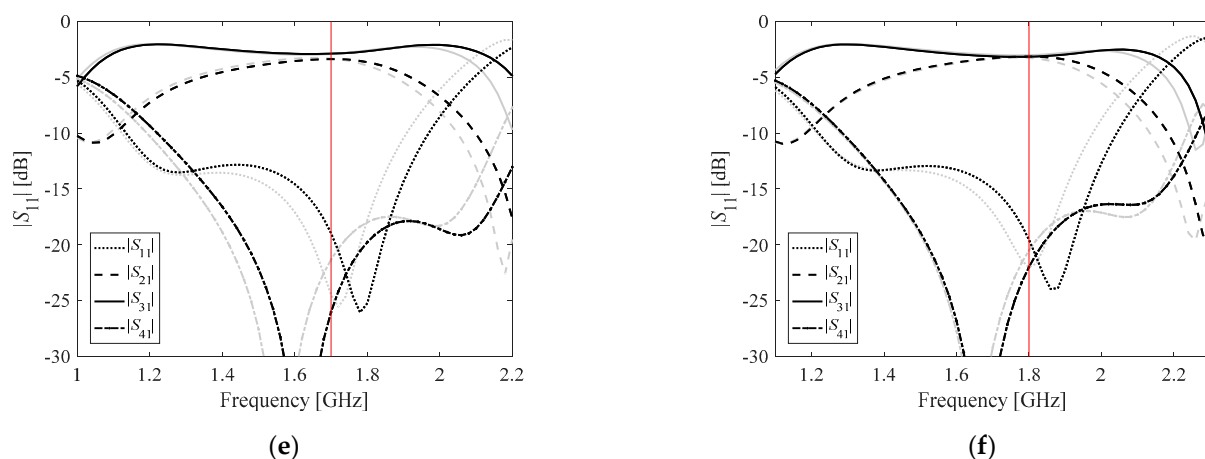 0
-5
-10
-15
-20
-25
-30
|S11| [dB]
|S11|
|S21|
|S31|
|S41|
1 1.2 1.4 1.6 1.8 2 2.2
Frequency [GHz]
(e)
0
-5
-10
-15
-20
-25
-30
|S11| [dB]
|S11|
|S21|
|S31|
|S41|
1.2 1.4 1.6 1.8 2 2.2
Frequency [GHz]
(f)